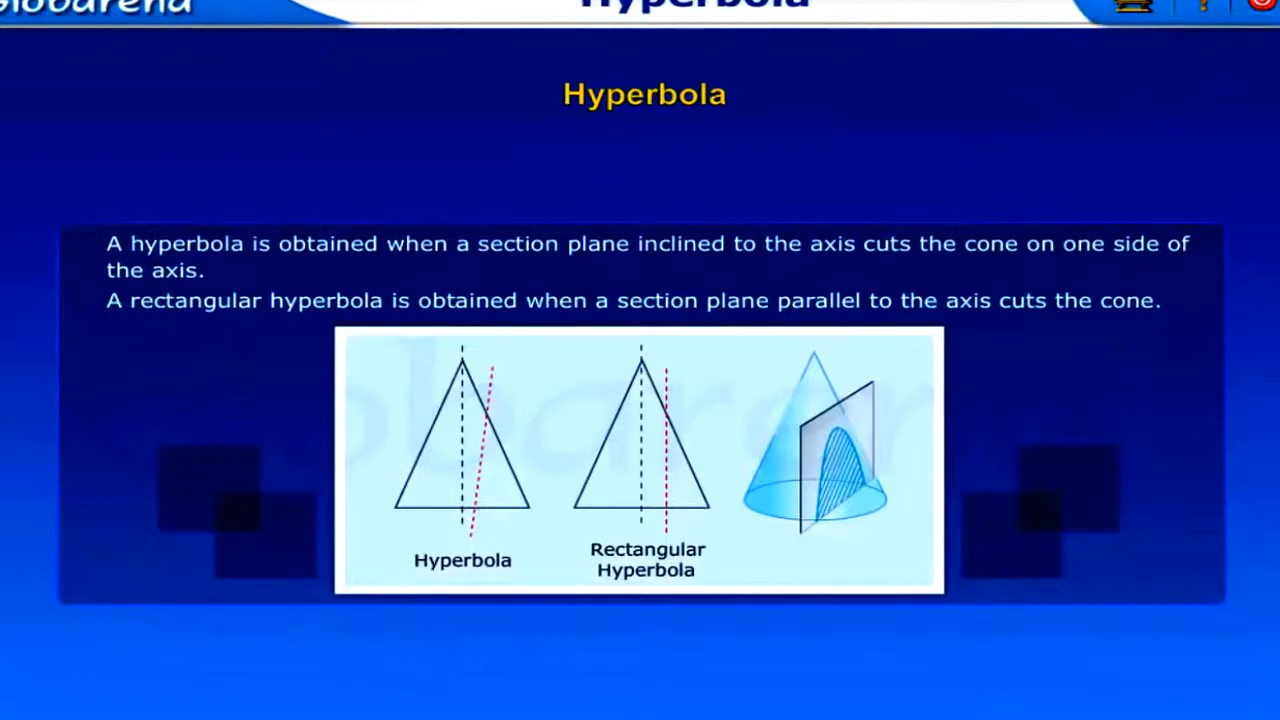 Globarena
Hyperbola
?
Hyperbola
A hyperbola is obtained when a section plane inclined to the axis cuts the cone on one side of
the axis.
A rectangular hyperbola is obtained when a section plane parallel to the axis cuts the cone.
Hyperbola
Rectangular
Hyperbola